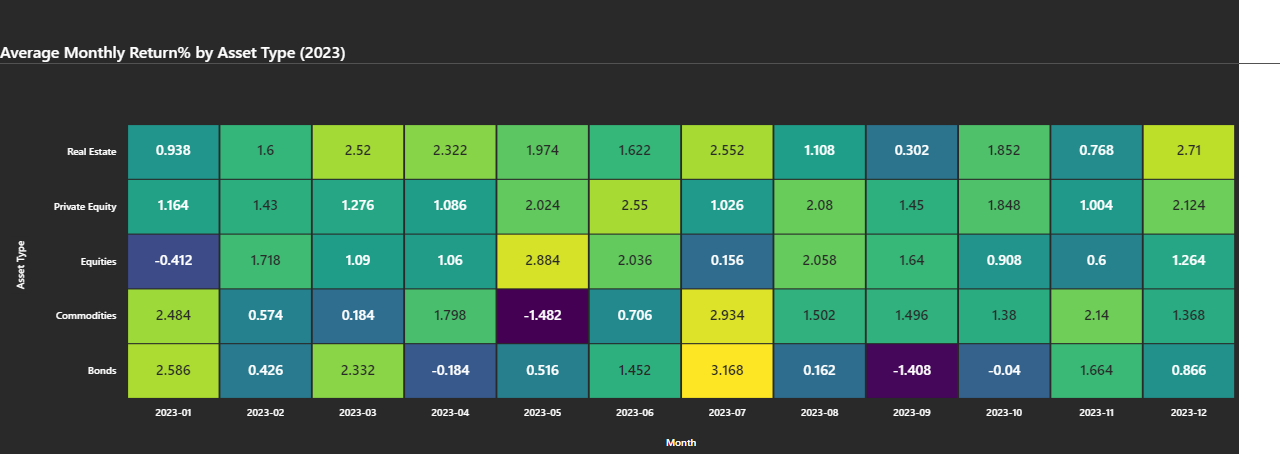 Average Monthly Return% by Asset Type (2023)
Real Estate 0.938 1.6 2.52 2.322 1.974 1.622 2.552 1.108 0.302 1.852 0.768 2.71
Private Equity 1.164 1.43 1.276 1.086 2.024 2.55 1.026 2.08 1.45 1.848 1.004 2.124
Asset Type
Equities -0.412 1.718 1.09 1.06 2.884 2.036 0.156 2.058 1.64 0.908 0.6 1.264
Commodities 2.484 0.574 0.184 1.798 -1.482 0.706 2.934 1.502 1.496 1.38 2.14 1.368
Bonds 2.586 0.426 2.332 -0.184 0.516 1.452 3.168 0.162 -1.408 -0.04 1.664 0.866
2023-01 2023-02 2023-03 2023-04 2023-05 2023-06 2023-07 2023-08 2023-09 2023-10 2023-11 2023-12
Month